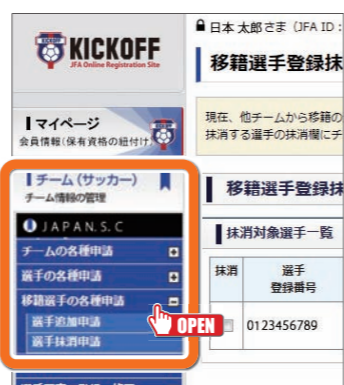 KICKOFF
JFA Online Registration Site
マイページ
会員情報(保有資格の紐付け
チーム(サッカー)
チーム情報の管理
JAPAN.S.C
チームの各種申請
選手の各種申請
移籍選手の各種申請
選手追加申請
選手抹消申請
OPEN
日本 太郎さま (JFA ID:
移籍選手登録抹
現在、他チームから移籍の
抹消する選手の抹消欄にチ
移籍選手登録抹
抹消対象選手一覧
抹消
選手
登録番号
0123456789